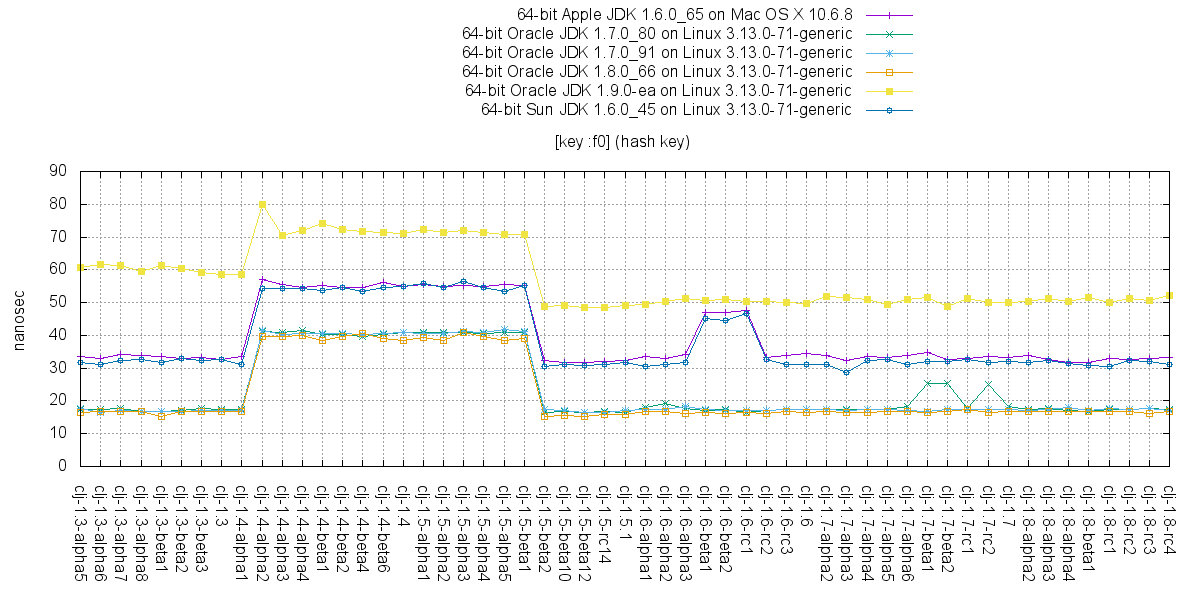 64-bit Apple JDK 1.6.0_65 on Mac OS X 10.6.8
64-bit Oracle JDK 1.7.0_80 on Linux 3.13.0-71-generic
64-bit Oracle JDK 1.7.0_91 on Linux 3.13.0-71-generic
64-bit Oracle JDK 1.8.0_66 on Linux 3.13.0-71-generic
64-bit Oracle JDK 1.9.0-ea on Linux 3.13.0-71-generic
64-bit Sun JDK 1.6.0_45 on Linux 3.13.0-71-generic
[key :f0] (hash key)
90
80
70
60
50
40
30
20
10
0
nanosec
clj-1.3-alpha5
clj-1.3-alpha6
clj-1.3-alpha7
clj-1.3-alpha8
clj-1.3-beta1
clj-1.3-beta2
clj-1.3-beta3
clj-1.3
clj-1.4-alpha1
clj-1.4-alpha2
clj-1.4-alpha3
clj-1.4-alpha4
clj-1.4-beta1
clj-1.4-beta2
clj-1.4-beta4
clj-1.4-beta6
clj-1.4
clj-1.5-alpha1
clj-1.5-alpha2
clj-1.5-alpha3
clj-1.5-alpha4
clj-1.5-alpha5
clj-1.5-beta1
clj-1.5-beta2
clj-1.5-beta10
clj-1.5-beta12
clj-1.5-rc14
clj-1.5.1
clj-1.6-alpha1
clj-1.6-alpha2
clj-1.6-alpha3
clj-1.6-beta1
clj-1.6-beta2
clj-1.6-rc1
clj-1.6-rc2
clj-1.6-rc3
clj-1.6
clj-1.7-alpha2
clj-1.7-alpha3
clj-1.7-alpha4
clj-1.7-alpha5
clj-1.7-alpha6
clj-1.7-beta1
clj-1.7-beta2
clj-1.7-rc1
clj-1.7-rc2
clj-1.7
clj-1.8-alpha2
clj-1.8-alpha3
clj-1.8-alpha4
clj-1.8-beta1
clj-1.8-rc1
clj-1.8-rc2
clj-1.8-rc3
clj-1.8-rc4